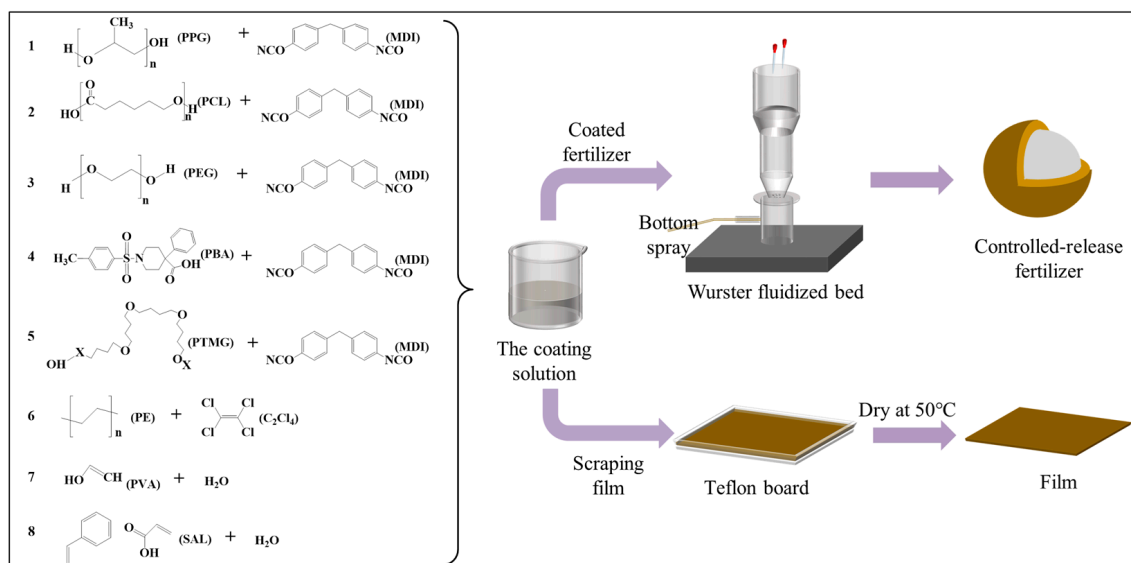 1 H O CH₃ OH n (PPG) + NCO NCO (MDI)
2 HO C O O H n (PCL) + NCO NCO (MDI)
3 H O O H n (PEG) + NCO NCO (MDI)
4 H₃C O S O N OH O (PBA) + NCO NCO (MDI)
5 OH X O O O O X (PTMG) + NCO NCO (MDI)
6 n (PE) + Cl Cl Cl Cl (C₂Cl₄)
7 HO CH (PVA) + H₂O
8 O OH (SAL) + H₂O
The coating
solution
Coated
fertilizer
Bottom
spray
Wurster fluidized bed
Controlled-release
fertilizer
Scraping
film
Teflon board
Dry at 50℃
Film